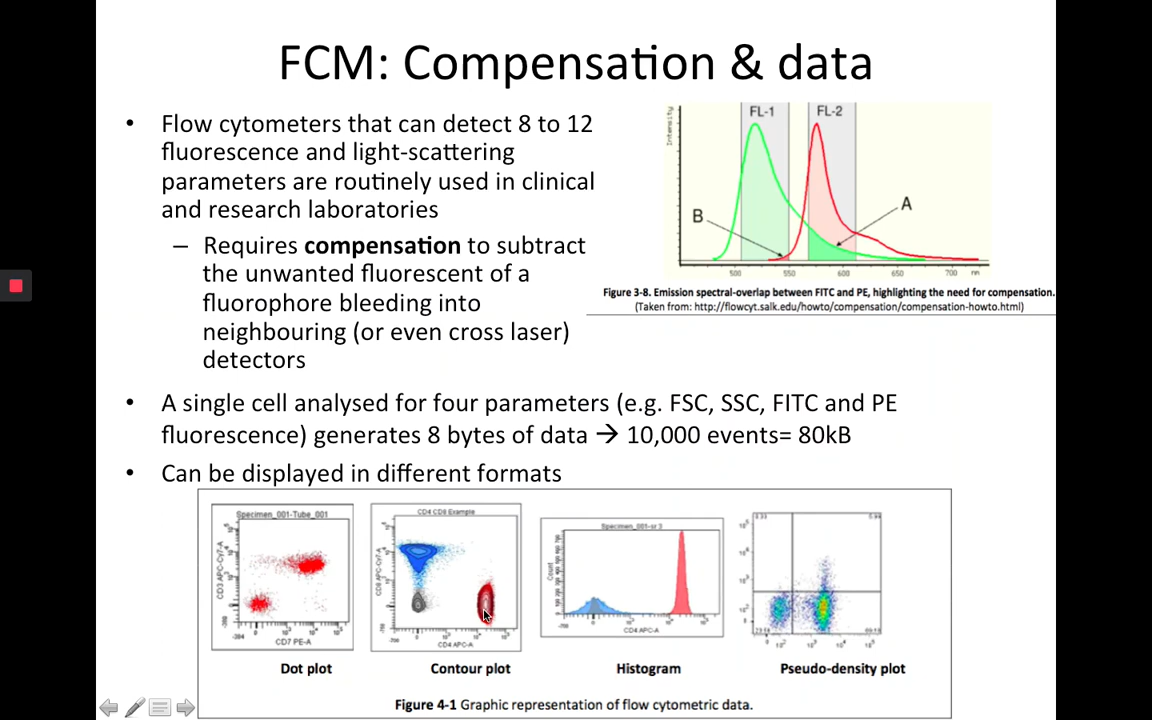 FCM: Compensation & data
• Flow cytometers that can detect 8 to 12
fluorescence and light-scattering
parameters are routinely used in clinical
and research laboratories
– Requires compensation to subtract
the unwanted fluorescent of a
fluorophore bleeding into
neighbouring (or even cross laser)
detectors
FL-1 FL-2
Intensity
A
B
500 550 600 650 700 nm
Figure 3-8. Emission spectral-overlap between FITC and PE, highlighting the need for compensation.
(Taken from: http://flowcyt.salk.edu/howto/compensation/compensation-howto.html)
• A single cell analysed for four parameters (e.g. FSC, SSC, FITC and PE
fluorescence) generates 8 bytes of data → 10,000 events= 80kB
• Can be displayed in different formats
Specimen_001-Tube_001
CD3 APC-Cy7-A
CD7 PE-A
CD4 CD8 Example
CD8 APC-Cy7-A
CD4 APC-A
Count
CD4 APC-A
Dot plot Contour plot Histogram Pseudo-density plot
Figure 4-1 Graphic representation of flow cytometric data.